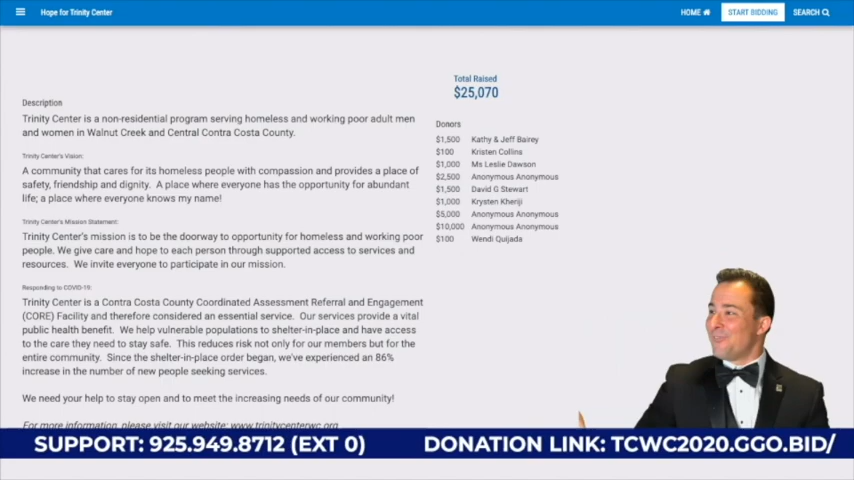 Hope for Trinity Center
HOME
START BIDDING
SEARCH
Total Raised
$25,070
Description
Trinity Center is a non-residential program serving homeless and working poor adult men
and women in Walnut Creek and Central Contra Costa County.
Trinity Center's Vision:
A community that cares for its homeless people with compassion and provides a place of
safety, friendship and dignity. A place where everyone has the opportunity for abundant
life; a place where everyone knows my name!
Trinity Center's Mission Statement:
Trinity Center's mission is to be the doorway to opportunity for homeless and working poor
people. We give care and hope to each person through supported access to services and
resources. We invite everyone to participate in our mission.
Responding to COVID-19:
Trinity Center is a Contra Costa County Coordinated Assessment Referral and Engagement
(CORE) Facility and therefore considered an essential service. Our services provide a vital
public health benefit. We help vulnerable populations to shelter-in-place and have access
to the care they need to stay safe. This reduces risk not only for our members but for the
entire community. Since the shelter-in-place order began, we've experienced an 86%
increase in the number of new people seeking services.
We need your help to stay open and to meet the increasing needs of our community!
For more information, please visit our website: www.trinitycenterwc.org
Donors
$1,500 Kathy & Jeff Bairey
$100 Kristen Collins
$1,000 Ms Leslie Dawson
$2,500 Anonymous Anonymous
$1,500 David G Stewart
$1,000 Krysten Kheriji
$5,000 Anonymous Anonymous
$10,000 Anonymous Anonymous
$100 Wendi Quijada
SUPPORT: 925.949.8712 (EXT 0)
DONATION LINK: TCWC2020.GGO.BID/